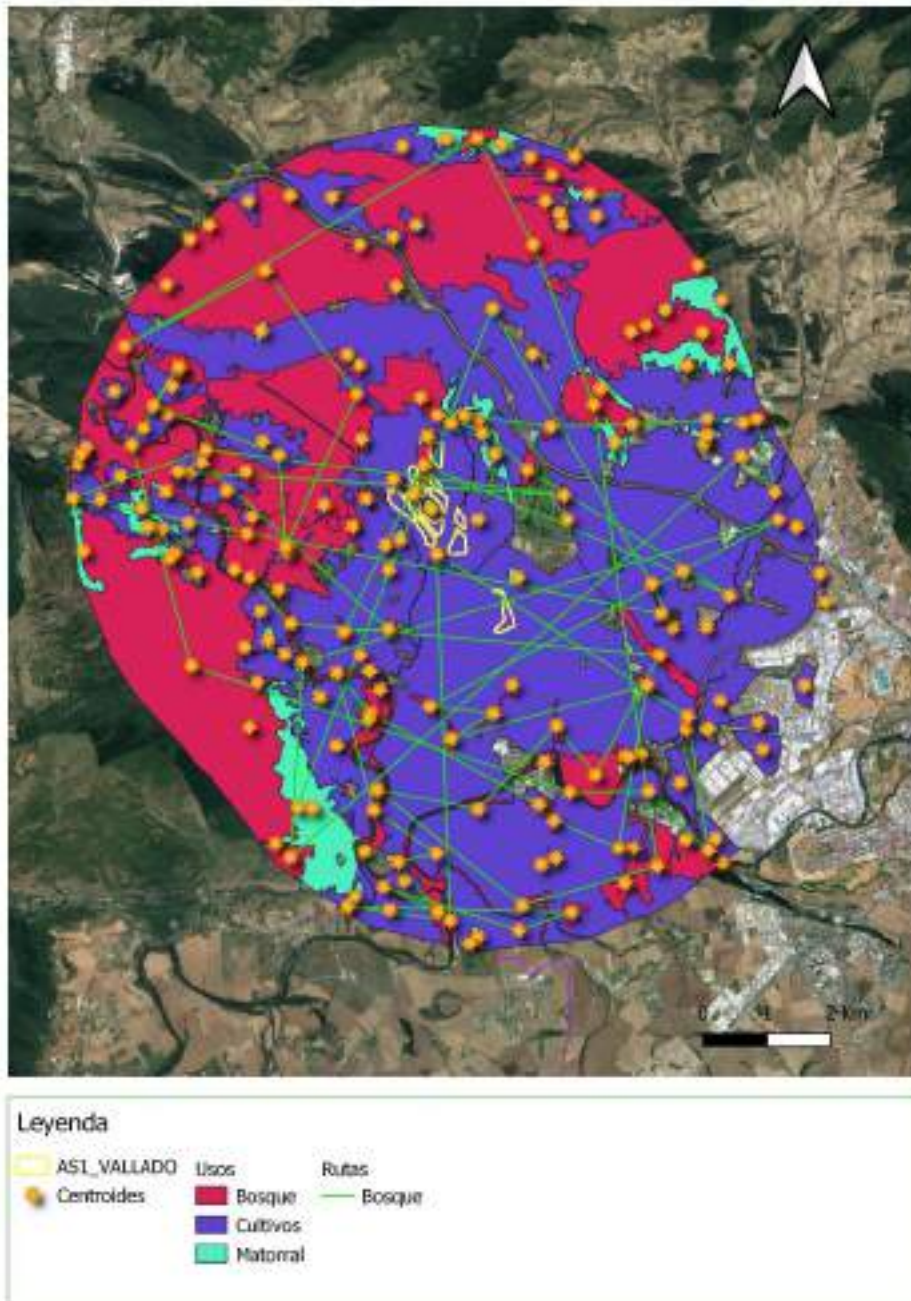 0 1 2 km
Leyenda
AS1_VALLADO
Centroides
Usos
Bosque
Cultivos
Matorral
Rutas
Bosque